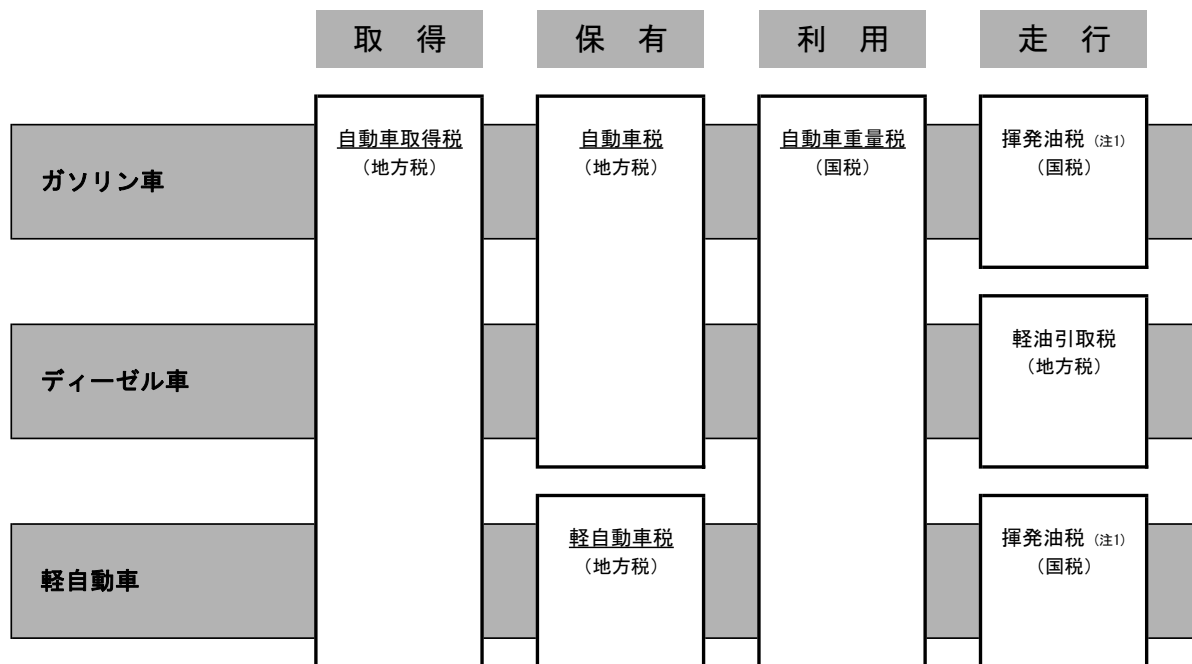 取 得
保 有
利 用
走 行
ガソリン車
自動車取得税
（地方税）
自動車税
（地方税）
自動車重量税
（国税）
揮発油税 （注1）
（国税）
ディーゼル車
軽油引取税
（地方税）
軽自動車
軽自動車税
（地方税）
揮発油税 （注1）
（国税）